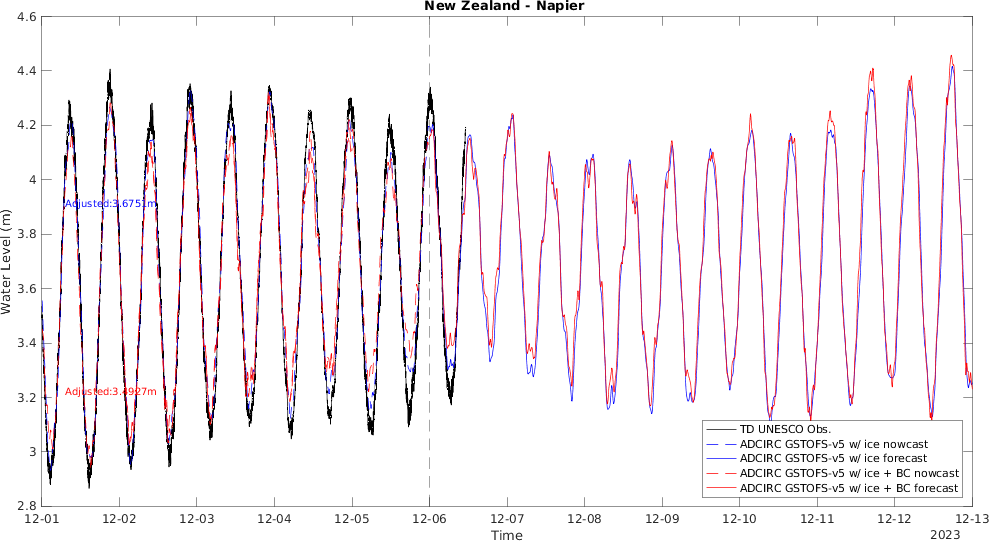 New Zealand - Napier
4.6
4.4
4.2
4
3.8
3.6
3.4
3.2
3
2.8
Water Level (m)
Adjusted:3.6751m
TD UNESCO Obs.
ADCIRC GSTOFS-v5 w/ ice nowcast
ADCIRC GSTOFS-v5 w/ ice forecast
ADCIRC GSTOFS-v5 w/ ice + BC nowcast
ADCIRC GSTOFS-v5 w/ ice + BC forecast
12-01 12-02 12-03 12-04 12-05 12-06 12-07 12-08 12-09 12-10 12-11 12-12 12-13
Time
2023